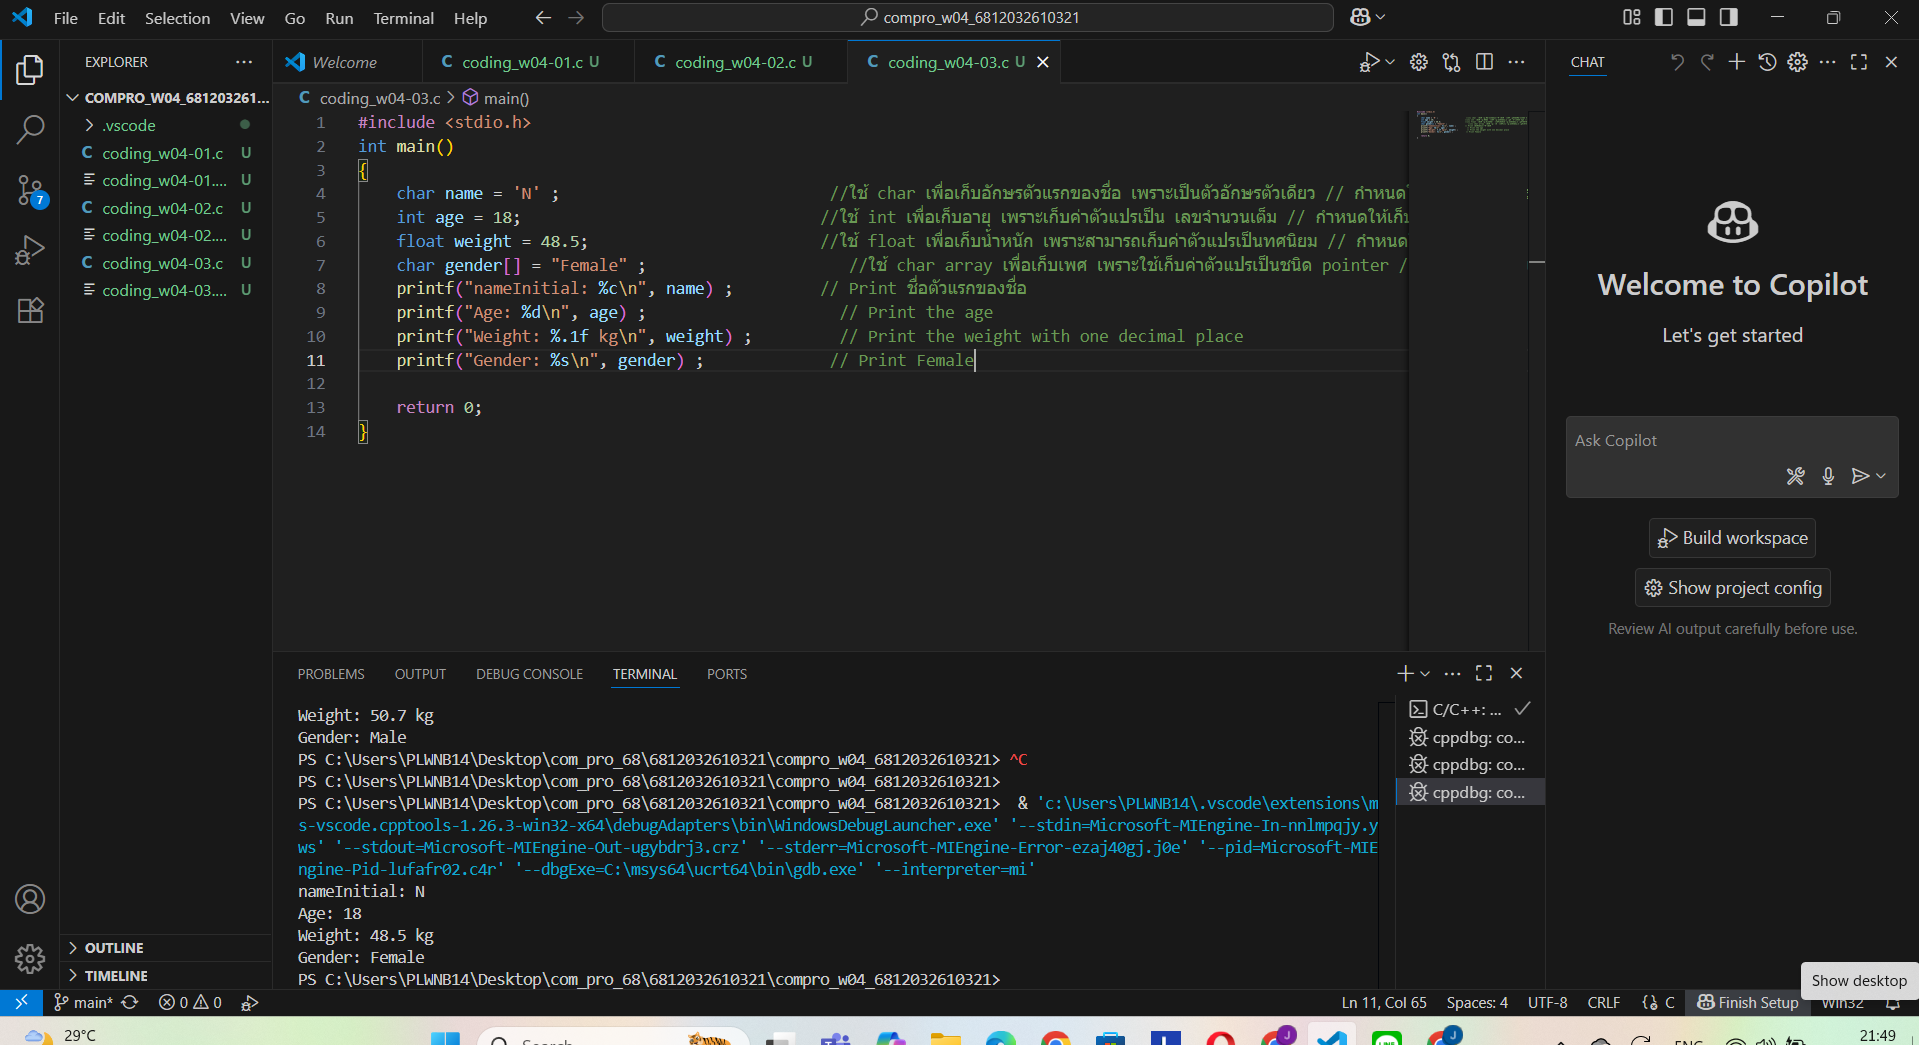 File Edit Selection View Go Run Terminal Help
compro_w04_6812032610321
EXPLORER
Welcome
C coding_w04-01.c U
C coding_w04-02.c U
C coding_w04-03.c U
CHAT
COMPRO_W04_681203261...
.vscode
C coding_w04-01.c U
coding_w04-01.... U
C coding_w04-02.c U
coding_w04-02.... U
C coding_w04-03.c U
coding_w04-03.... U
7
C coding_w04-03.c > main()
1 #include <stdio.h>
2 int main()
3 {
4 char name = 'N' ; //ใช้ char เพื่อเก็บอักษรตัวแรกของชื่อ เพราะเป็นตัวอักษรตัวเดียว // กำหนด
5 int age = 18; //ใช้ int เพื่อเก็บอายุ เพราะเก็บค่าตัวแปรเป็น เลขจำนวนเต็ม // กำหนดให้เก็บ
6 float weight = 48.5; //ใช้ float เพื่อเก็บน้ำหนัก เพราะสามารถเก็บค่าตัวแปรเป็นทศนิยม // กำหนด
7 char gender[] = "Female" ; //ใช้ char array เพื่อเก็บเพศ เพราะใช้เก็บค่าตัวแปรเป็นชนิด pointer /
8 printf("nameInitial: %c\n", name) ; // Print ชื่อตัวแรกของชื่อ
9 printf("Age: %d\n", age) ; // Print the age
10 printf("Weight: %.1f kg\n", weight) ; // Print the weight with one decimal place
11 printf("Gender: %s\n", gender) ; // Print Female
12
13 return 0;
14 }
Welcome to Copilot
Let's get started
Ask Copilot
Build workspace
Show project config
Review AI output carefully before use.
PROBLEMS OUTPUT DEBUG CONSOLE TERMINAL PORTS
Weight: 50.7 kg
Gender: Male
PS C:\Users\PLWNB14\Desktop\com_pro_68\6812032610321\compro_w04_6812032610321> ^C
PS C:\Users\PLWNB14\Desktop\com_pro_68\6812032610321\compro_w04_6812032610321>
PS C:\Users\PLWNB14\Desktop\com_pro_68\6812032610321\compro_w04_6812032610321> & 'c:\Users\PLWNB14\.vscode\extensions\m
s-vscode.cpptools-1.26.3-win32-x64\debugAdapters\bin\WindowsDebugLauncher.exe' '--stdin=Microsoft-MIEngine-In-nnlmpqjy.y
ws' '--stdout=Microsoft-MIEngine-Out-ugybdrj3.crz' '--stderr=Microsoft-MIEngine-Error-ezaj40gj.j0e' '--pid=Microsoft-MIE
ngine-Pid-lufafr02.c4r' '--dbgExe=C:\msys64\ucrt64\bin\gdb.exe' '--interpreter=mi'
nameInitial: N
Age: 18
Weight: 48.5 kg
Gender: Female
PS C:\Users\PLWNB14\Desktop\com_pro_68\6812032610321\compro_w04_6812032610321>
C/C++: ...
cppdbg: co...
cppdbg: co...
cppdbg: co...
OUTLINE
TIMELINE
Show desktop
main* 0 0
Ln 11, Col 65 Spaces: 4 UTF-8 CRLF C Finish Setup Win32
29°C
Search
ENG
21:49